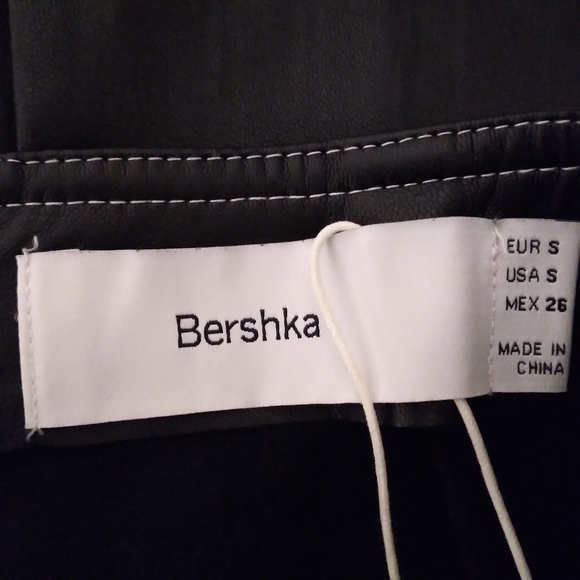 Bershka
EUR S
USA S
MEX 26
MADE IN
CHINA